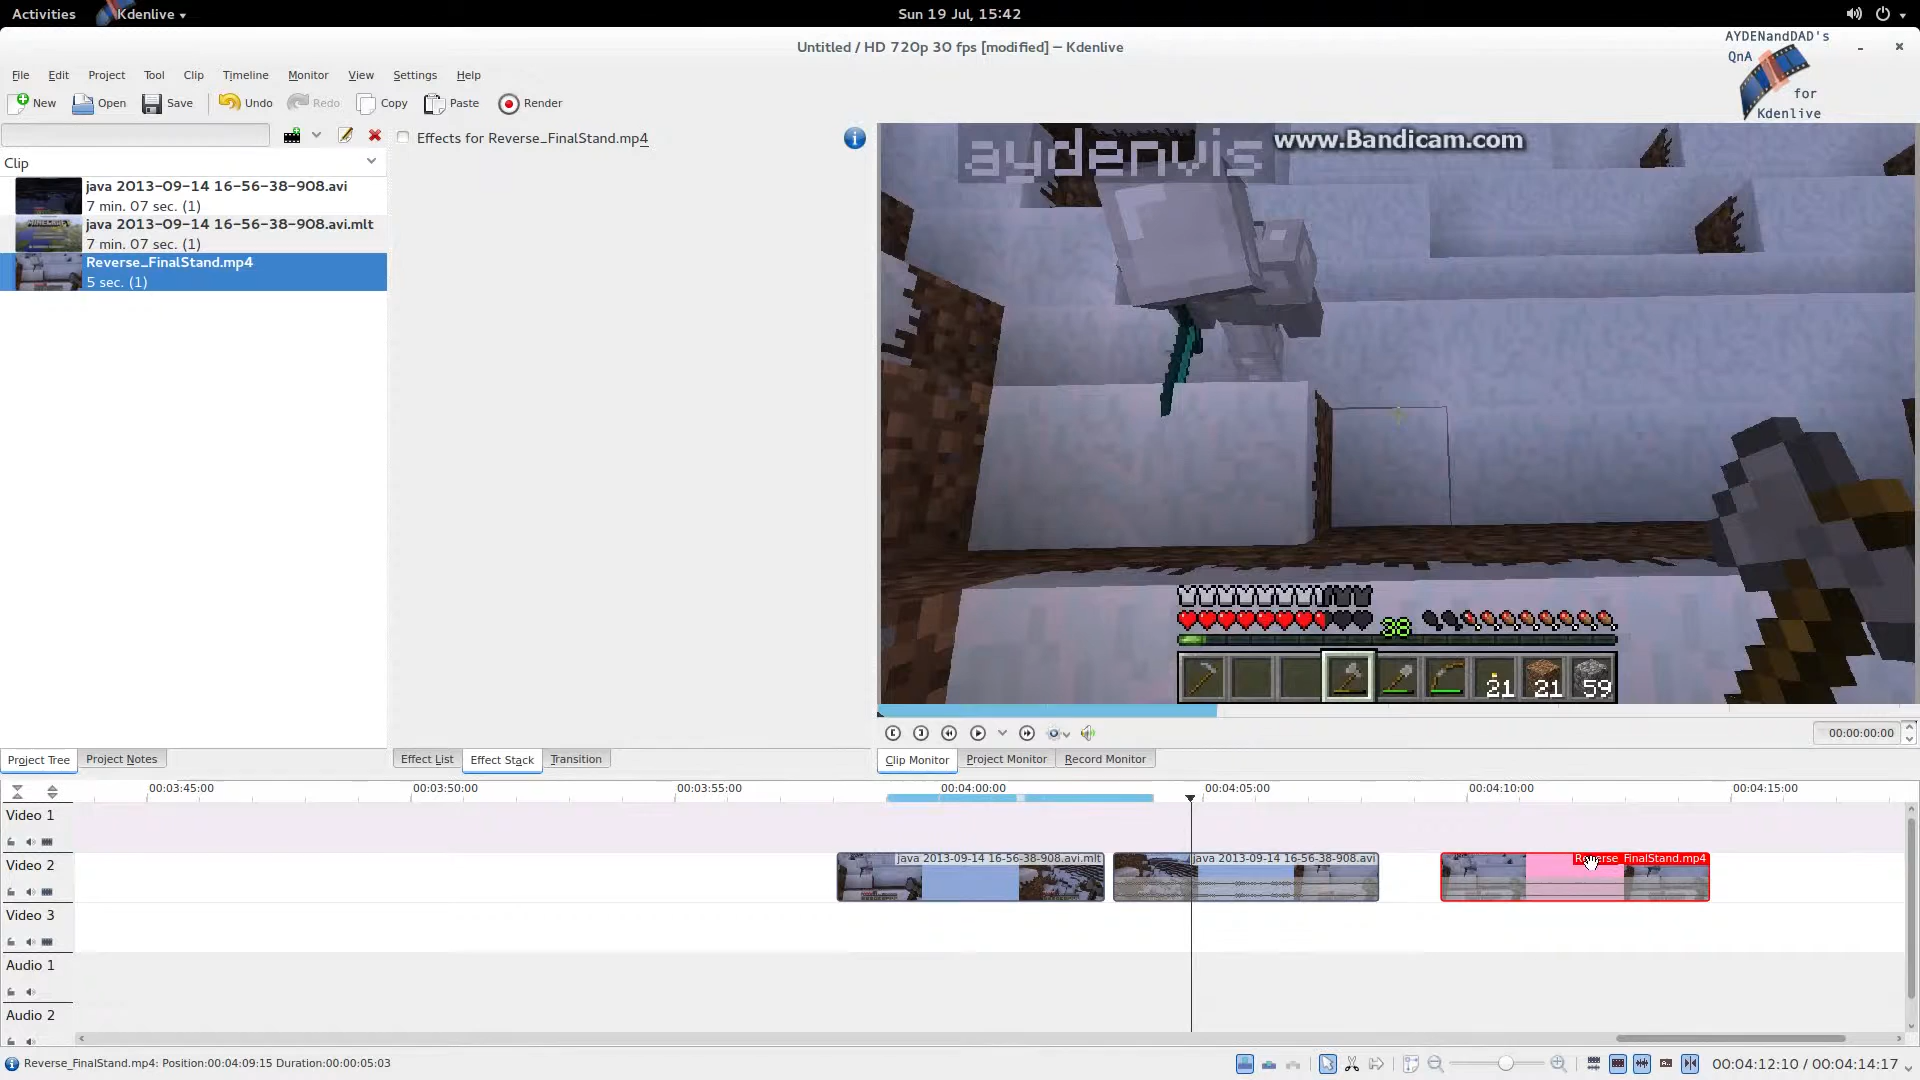 Activities
Kdenlive
Sun 19 Jul, 15:42
Untitled / HD 720p 30 fps [modified] – Kdenlive
AYDENandDAD's
QnA
for
Kdenlive
File Edit Project Tool Clip Timeline Monitor View Settings Help
New Open Save Undo Redo Copy Paste Render
Effects for Reverse_FinalStand.mp4
Clip
java 2013-09-14 16-56-38-908.avi
7 min. 07 sec. (1)
java 2013-09-14 16-56-38-908.avi.mlt
7 min. 07 sec. (1)
Reverse_FinalStand.mp4
5 sec. (1)
aydenvis
www.Bandicam.com
38
21 21 59
00:00:00:00
Project Tree Project Notes
Effect List Effect Stack Transition
Clip Monitor Project Monitor Record Monitor
00:03:45:00 00:03:50:00 00:03:55:00 00:04:00:00 00:04:05:00 00:04:10:00 00:04:15:00
Video 1
Video 2
java 2013-09-14 16-56-38-908.avi.mlt
java 2013-09-14 16-56-38-908.avi
Reverse_FinalStand.mp4
Video 3
Audio 1
Audio 2
Reverse_FinalStand.mp4: Position:00:04:09:15 Duration:00:00:05:03
00:04:12:10 / 00:04:14:17